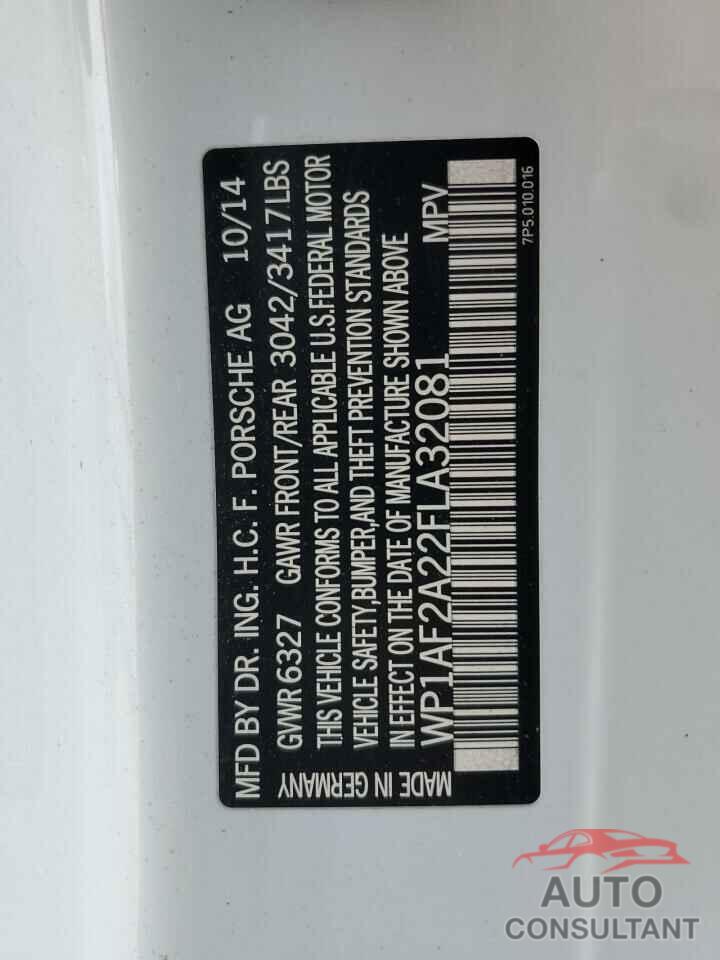 MFD BY DR. ING. H.C. F. PORSCHE AG 10/14
GVWR 6327 GAWR FRONT/REAR 3042/3417 LBS
THIS VEHICLE CONFORMS TO ALL APPLICABLE U.S. FEDERAL MOTOR
VEHICLE SAFETY, BUMPER, AND THEFT PREVENTION STANDARDS
IN EFFECT ON THE DATE OF MANUFACTURE SHOWN ABOVE
WP1AF2A22FLA32081 MPV
MADE IN GERMANY
7P5.010.016
AUTO
CONSULTANT